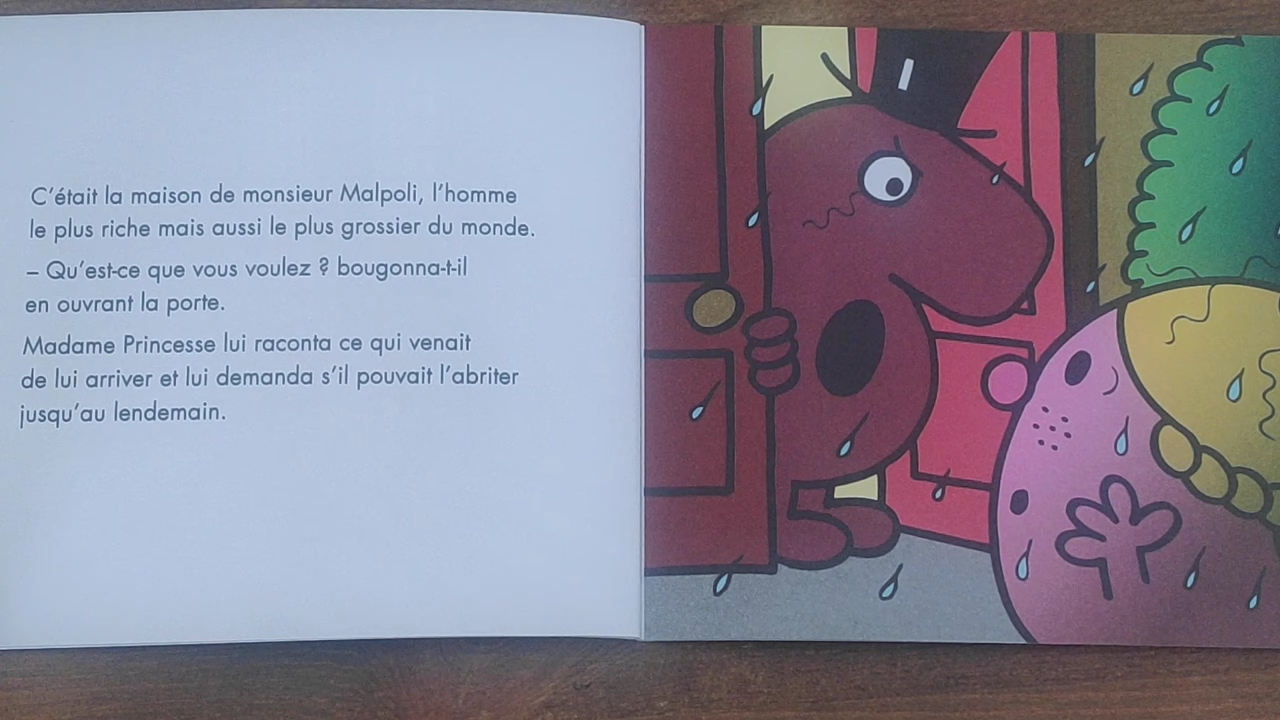 C'était la maison de monsieur Malpoli, l'homme
le plus riche mais aussi le plus grossier du monde.
– Qu'est-ce que vous voulez ? bougonna-t-il
en ouvrant la porte.
Madame Princesse lui raconta ce qui venait
de lui arriver et lui demanda s'il pouvait l'abriter
jusqu'au lendemain.